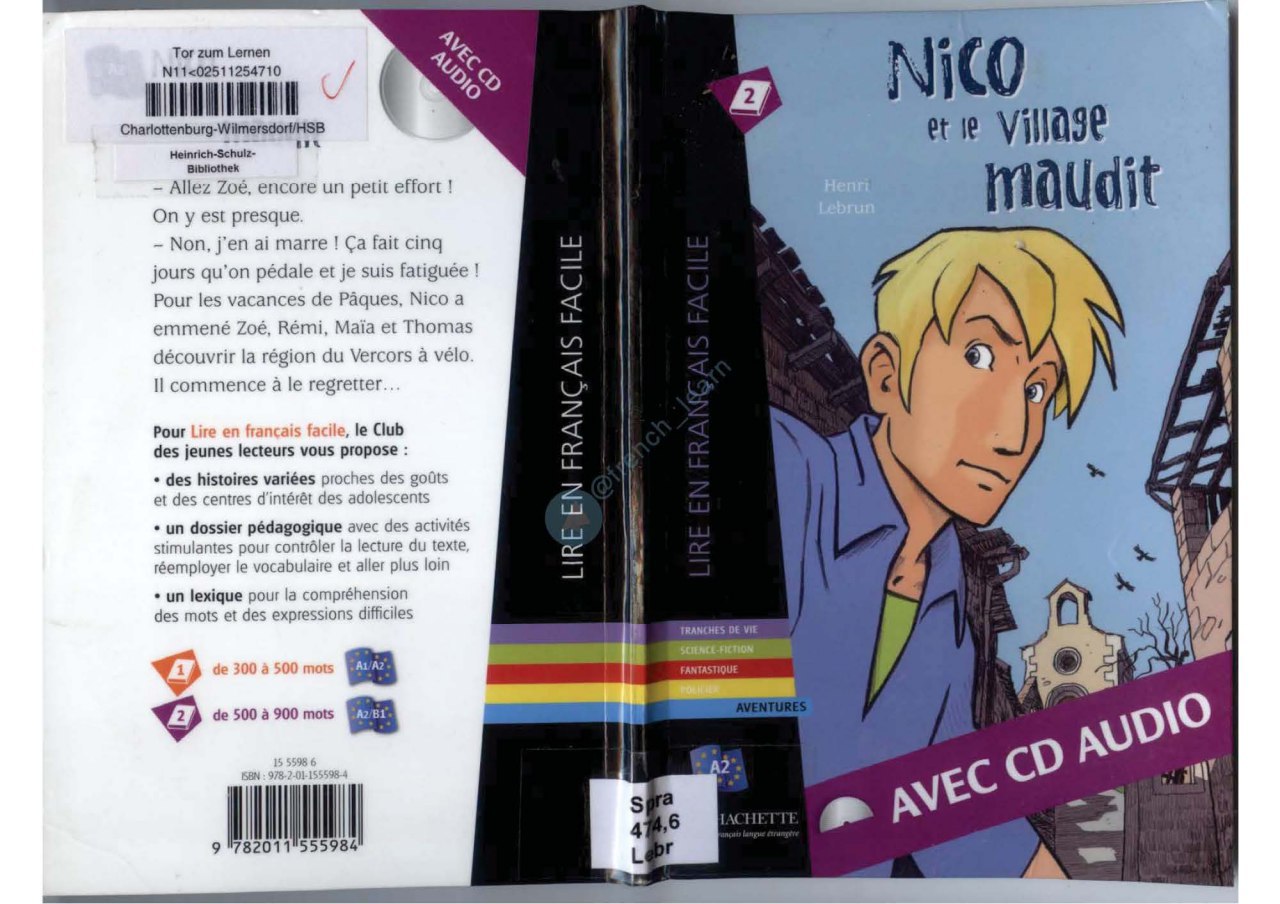 Tor zum Lernen
N11<02511254710
Charlottenburg-Wilmersdorf/HSB
Heinrich-Schulz-
Bibliothek
AVEC CD
AUDIO
– Allez Zoé, encore un petit effort !
On y est presque.
– Non, j'en ai marre ! Ça fait cinq
jours qu'on pédale et je suis fatiguée !
Pour les vacances de Pâques, Nico a
emmené Zoé, Rémi, Maïa et Thomas
découvrir la région du Vercors à vélo.
Il commence à le regretter…
Pour Lire en français facile, le Club
des jeunes lecteurs vous propose :
• des histoires variées proches des goûts
et des centres d'intérêt des adolescents
• un dossier pédagogique avec des activités
stimulantes pour contrôler la lecture du texte,
réemployer le vocabulaire et aller plus loin
• un lexique pour la compréhension
des mots et des expressions difficiles
1 de 300 à 500 mots A1/A2
2 de 500 à 900 mots A2/B1
15 5598 6
ISBN : 978-2-01-155598-4
9 782011 555984
LIRE EN FRANÇAIS FACILE
LIRE EN FRANÇAIS FACILE
@french_learn
2
Nico
et le village
maudit
Henri
Lebrun
TRANCHES DE VIE
SCIENCE-FICTION
FANTASTIQUE
POLICIER
AVENTURES
A2
Spra
474,6
Lebr
HACHETTE
français langue étrangère
AVEC CD AUDIO